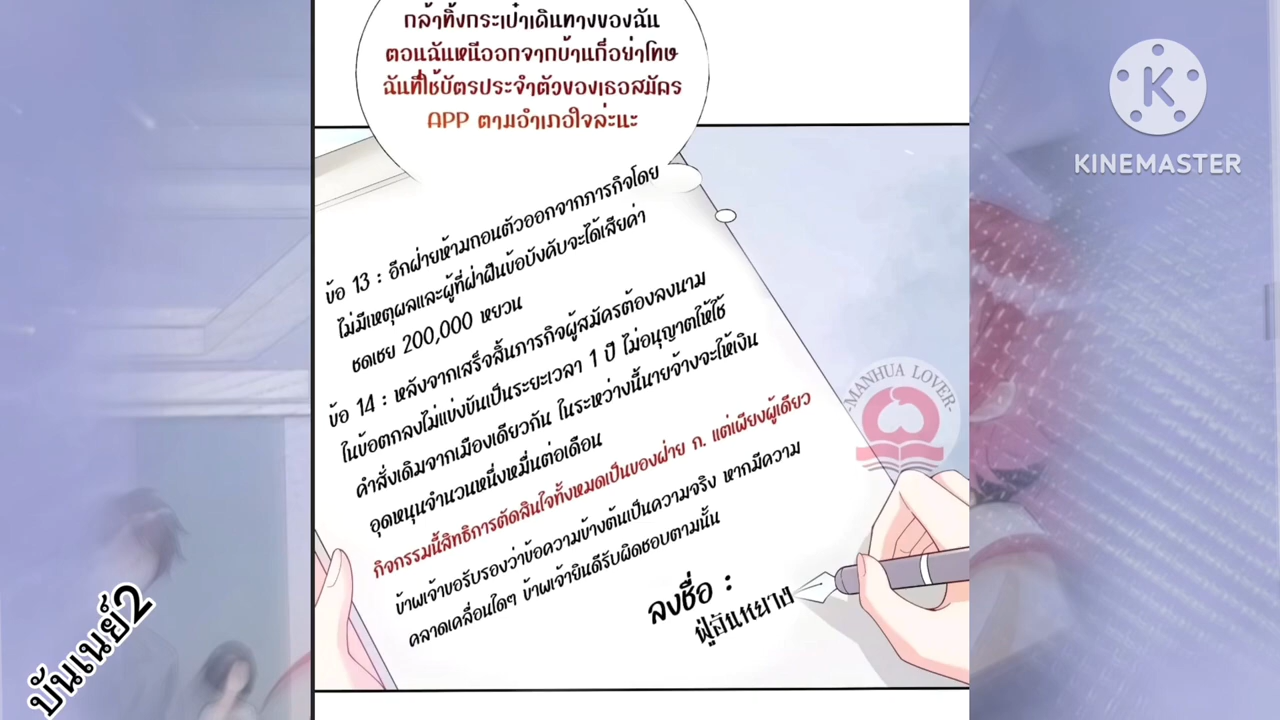 กล้าทิ้งกระเป๋าเดินทางของฉัน
ตอนฉันหนีออกจากบ้านก็อย่าโทษ
ฉันที่ใช้บัตรประจำตัวของเธอสมัคร
APP ตามอำเภอใจล่ะนะ
KINEMASTER
ข้อ 13 : อีกฝ่ายห้ามถอนตัวออกจากภารกิจโดย
ไม่มีเหตุผลและผู้ที่ฝ่าฝืนข้อบังคับจะได้เสียค่า
ชดเชย 200,000 หยวน
ข้อ 14 : หลังจากเสร็จสิ้นภารกิจผู้สมัครต้องลงนาม
ในข้อตกลงไม่แข่งขันเป็นระยะเวลา 1 ปี ไม่อนุญาตให้ใช้
คำสั่งเดิมจากเมืองเดียวกัน ในระหว่างนี้นายจ้างจะให้เงิน
อุดหนุนจำนวนหนึ่งหมื่นต่อเดือน
กิจกรรมนี้สิทธิการตัดสินใจทั้งหมดเป็นของฝ่าย ก. แต่เพียงผู้เดียว
ข้าพเจ้าขอรับรองว่าข้อความข้างต้นเป็นความจริง หากมีความ
คลาดเคลื่อนใดๆ ข้าพเจ้ายินดีรับผิดชอบตามนั้น
ลงชื่อ :
ฟู่อันหยาง
-MANHUA LOVER-
บันเนย์2